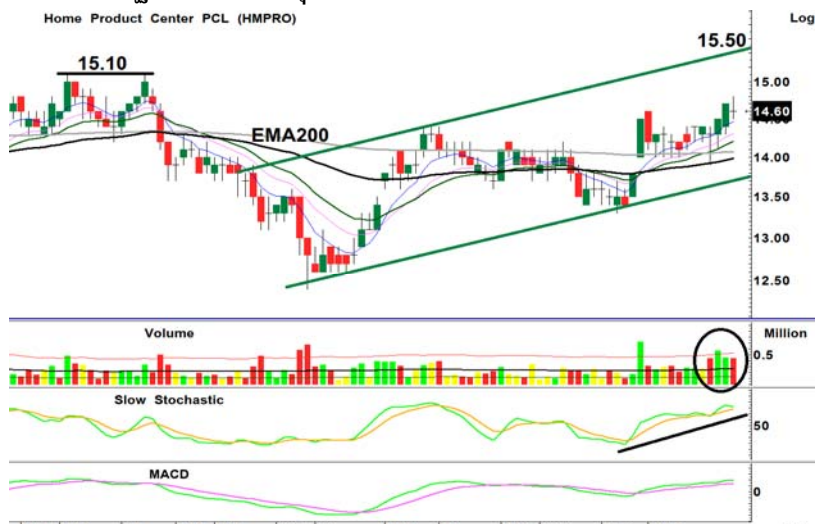 Home Product Center PCL (HMPRO)
Log
15.50
15.10
15.00
14.60
EMA200
14.00
13.50
13.00
12.50
Volume
Million
0.5
Slow Stochastic
50
MACD
0